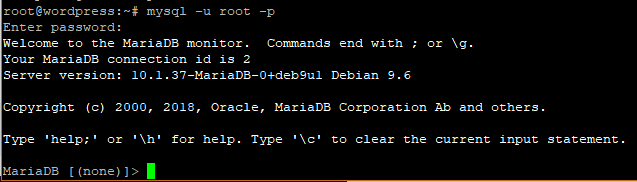 root@wordpress:~# mysql -u root -p
Enter password:
Welcome to the MariaDB monitor.  Commands end with ; or \g.
Your MariaDB connection id is 2
Server version: 10.1.37-MariaDB-0+deb9u1 Debian 9.6
Copyright (c) 2000, 2018, Oracle, MariaDB Corporation Ab and others.
Type 'help;' or '\h' for help. Type '\c' to clear the current input statement.
MariaDB [(none)]>